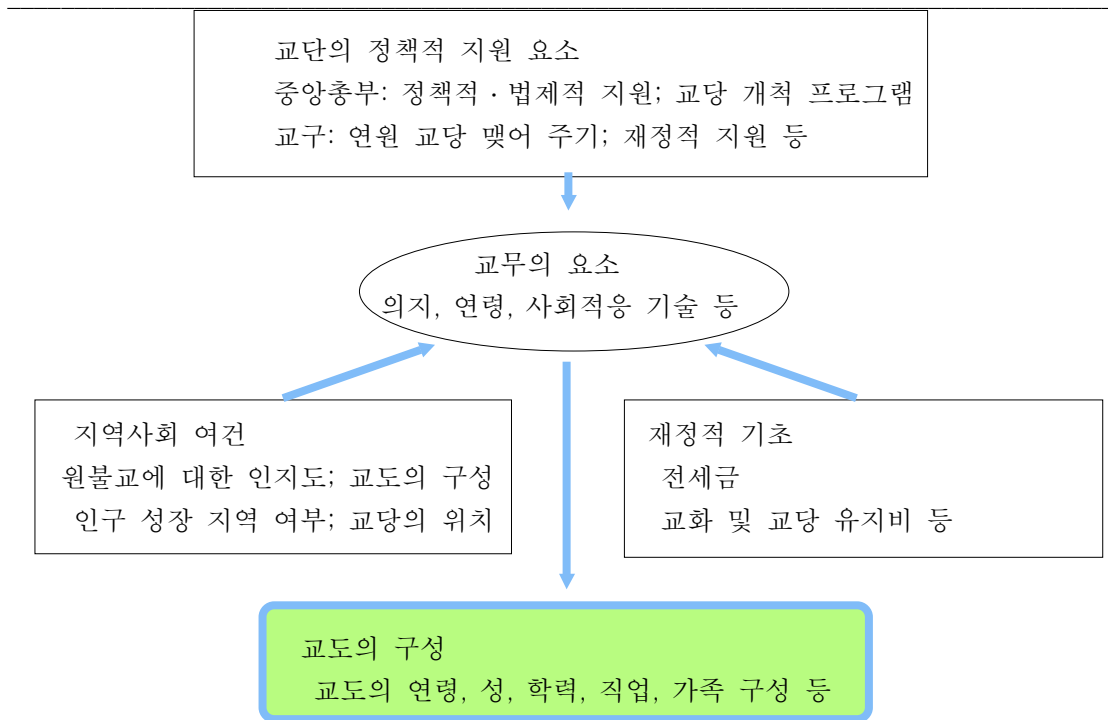 교단의 정책적 지원 요소
중앙총부: 정책적·법제적 지원; 교당 개척 프로그램
교구: 연원 교당 맺어 주기; 재정적 지원 등
교무의 요소
의지, 연령, 사회적응 기술 등
지역사회 여건
원불교에 대한 인지도; 교도의 구성
인구 성장 지역 여부; 교당의 위치
재정적 기초
전세금
교화 및 교당 유지비 등
교도의 구성
교도의 연령, 성, 학력, 직업, 가족 구성 등